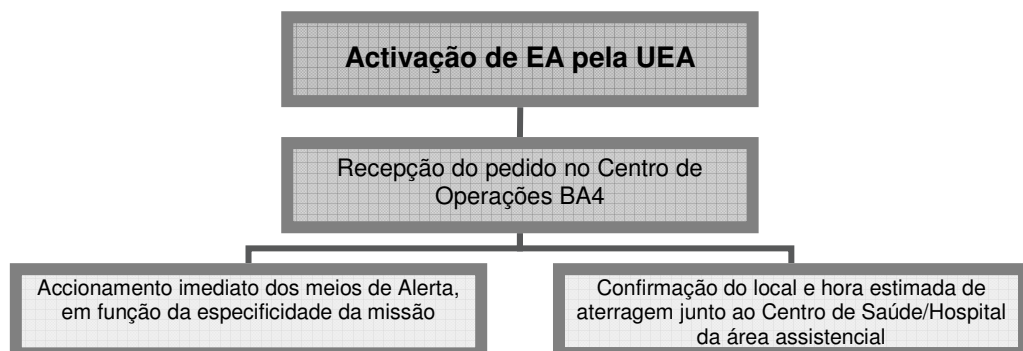 Activação de EA pela UEA
Recepção do pedido no Centro de
Operações BA4
Accionamento imediato dos meios de Alerta,
em função da especificidade da missão
Confirmação do local e hora estimada de
aterragem junto ao Centro de Saúde/Hospital
da área assistencial